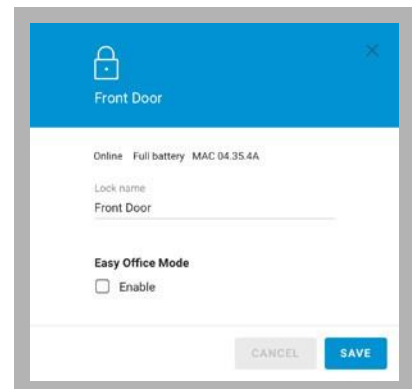 Front Door
Online Full battery MAC 04.35.4A
Lock name
Front Door
Easy Office Mode
Enable
CANCEL SAVE